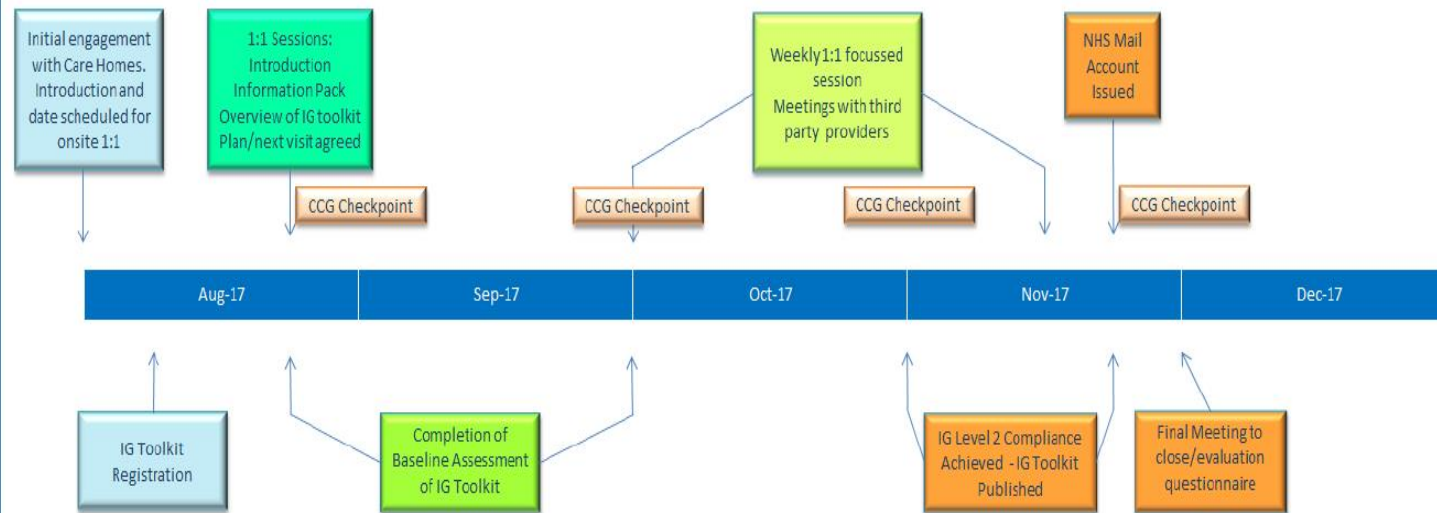 Initial engagement
with Care Homes.
Introduction and
date scheduled for
onsite 1:1
1:1 Sessions:
Introduction
Information Pack
Overview of IG toolkit
Plan/next visit agreed
Weekly 1:1 focussed
session
Meetings with third
party providers
NHS Mail
Account
Issued
CCG Checkpoint
CCG Checkpoint
CCG Checkpoint
CCG Checkpoint
Aug-17
Sep-17
Oct-17
Nov-17
Dec-17
IG Toolkit
Registration
Completion of
Baseline Assessment
of IG Toolkit
IG Level 2 Compliance
Achieved - IG Toolkit
Published
Final Meeting to
close/evaluation
questionnaire